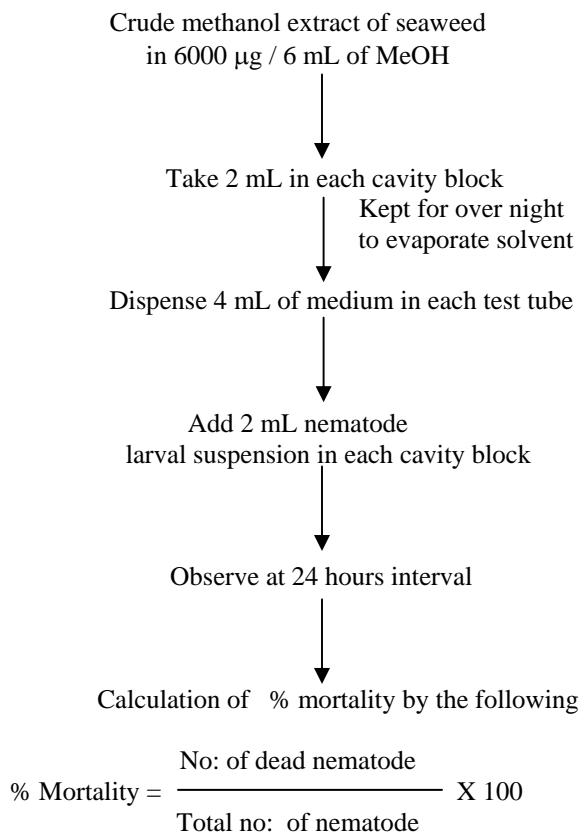 Crude methanol extract of seaweed
in 6000 μg / 6 mL of MeOH
Take 2 mL in each cavity block
Kept for over night
to evaporate solvent
Dispense 4 mL of medium in each test tube
Add 2 mL nematode
larval suspension in each cavity block
Observe at 24 hours interval
Calculation of % mortality by the following
No: of dead nematode
% Mortality = X 100
Total no: of nematode